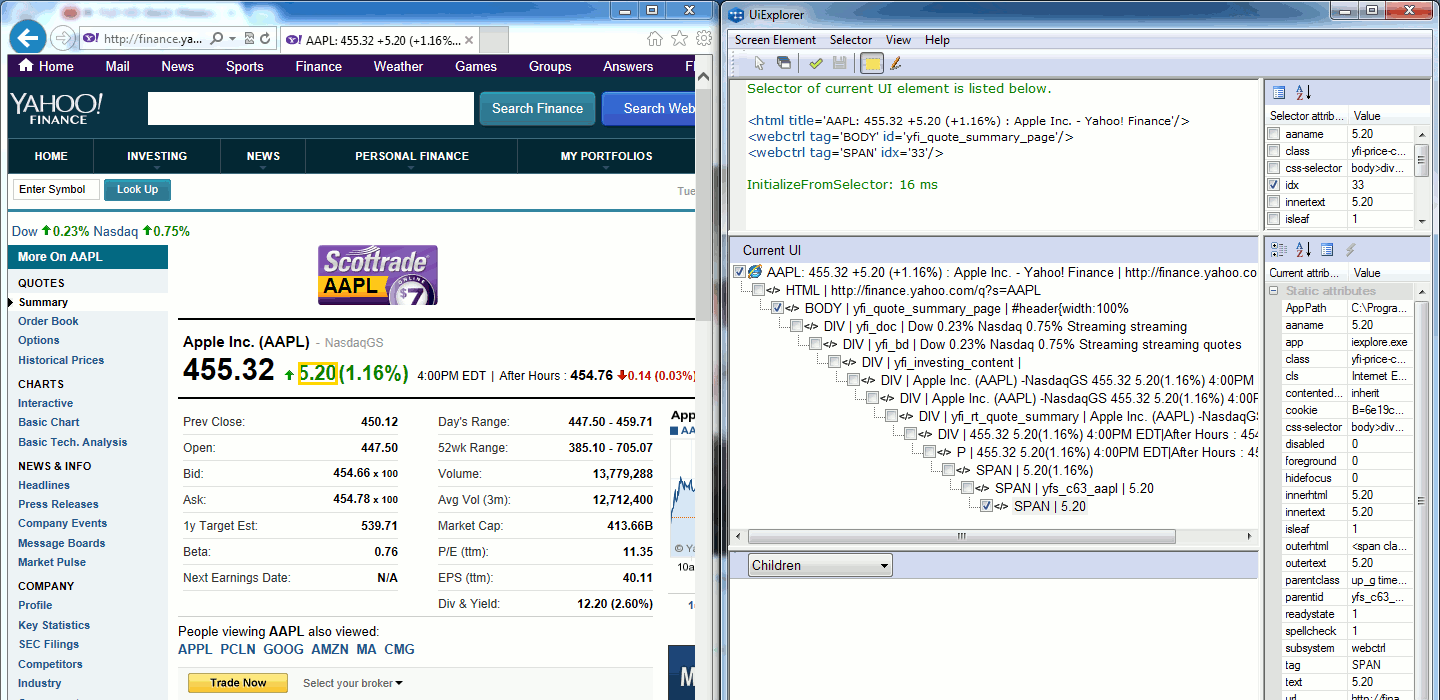 http://finance.ya...
AAPL: 455.32 +5.20 (+1.16%...
Home Mail News Sports Finance Weather Games Groups Answers
YAHOO!
FINANCE
Search Finance
Search Web
HOME INVESTING NEWS PERSONAL FINANCE MY PORTFOLIOS
Enter Symbol
Look Up
Tue
Dow 0.23% Nasdaq 0.75%
More On AAPL
QUOTES
Summary
Order Book
Options
Historical Prices
CHARTS
Interactive
Basic Chart
Basic Tech. Analysis
NEWS & INFO
Headlines
Press Releases
Company Events
Message Boards
Market Pulse
COMPANY
Profile
Key Statistics
SEC Filings
Competitors
Industry
Scottrade
AAPL
ONLINE
$7
Apple Inc. (AAPL) - NasdaqGS
455.32 5.20(1.16%) 4:00PM EDT | After Hours : 454.76 0.14 (0.03%)
Prev Close: 450.12
Open: 447.50
Bid: 454.66 x 100
Ask: 454.78 x 100
1y Target Est: 539.71
Beta: 0.76
Next Earnings Date: N/A
Day's Range: 447.50 - 459.71
52wk Range: 385.10 - 705.07
Volume: 13,779,288
Avg Vol (3m): 12,712,400
Market Cap: 413.66B
P/E (ttm): 11.35
EPS (ttm): 40.11
Div & Yield: 12.20 (2.60%)
App
AA
© Ya
10a
People viewing AAPL also viewed:
APPL PCLN GOOG AMZN MA CMG
Trade Now
Select your broker
UiExplorer
Screen Element Selector View Help
Selector of current UI element is listed below.
<html title='AAPL: 455.32 +5.20 (+1.16%) : Apple Inc. - Yahoo! Finance'/>
<webctrl tag='BODY' id='yfi_quote_summary_page'/>
<webctrl tag='SPAN' idx='33'/>
InitializeFromSelector: 16 ms
Selector attrib... Value
aaname 5.20
class yfi-price-c...
css-selector body>div...
idx 33
innertext 5.20
isleaf 1
Current UI
AAPL: 455.32 +5.20 (+1.16%) : Apple Inc. - Yahoo! Finance | http://finance.yahoo.co
</> HTML | http://finance.yahoo.com/q?s=AAPL
</> BODY | yfi_quote_summary_page | #header{width:100%
</> DIV | yfi_doc | Dow 0.23% Nasdaq 0.75% Streaming streaming
</> DIV | yfi_bd | Dow 0.23% Nasdaq 0.75% Streaming streaming quotes
</> DIV | yfi_investing_content |
</> DIV | Apple Inc. (AAPL) -NasdaqGS 455.32 5.20(1.16%) 4:00PM
</> DIV | Apple Inc. (AAPL) -NasdaqGS 455.32 5.20(1.16%) 4:00P
</> DIV | yfi_rt_quote_summary | Apple Inc. (AAPL) -NasdaqG
</> DIV | 455.32 5.20(1.16%) 4:00PM EDT|After Hours : 454
</> P | 455.32 5.20(1.16%) 4:00PM EDT|After Hours : 45
</> SPAN | 5.20(1.16%)
</> SPAN | yfs_c63_aapl | 5.20
</> SPAN | 5.20
Children
Current attrib... Value
Static attributes
AppPath C:\Progra...
aaname 5.20
app iexplore.exe
class yfi-price-c...
cls Internet E...
contented... inherit
cookie B=6e19c...
css-selector body>div...
disabled 0
foreground 0
hidefocus 0
innerhtml 5.20
innertext 5.20
isleaf 1
outerhtml <span cla...
outertext 5.20
parentclass up_g time...
parentid yfs_c63_...
readystate 1
spellcheck 1
subsystem webctrl
tag SPAN
text 5.20
url http://fina...